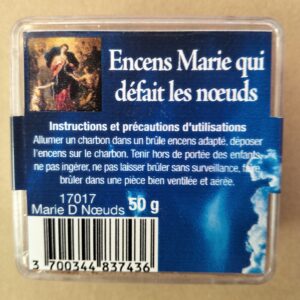 Encens Marie qui
défait les nœuds
Instructions et précautions d'utilisations
Allumer un charbon dans un brûle encens adapté, déposer
l'encens sur le charbon. Tenir hors de portée des enfants,
ne pas ingérer, ne pas laisser brûler sans surveillance, faire
brûler dans une pièce bien ventilée et aérée.
17017
Marie D Nœuds 50 g
3 700344 837436